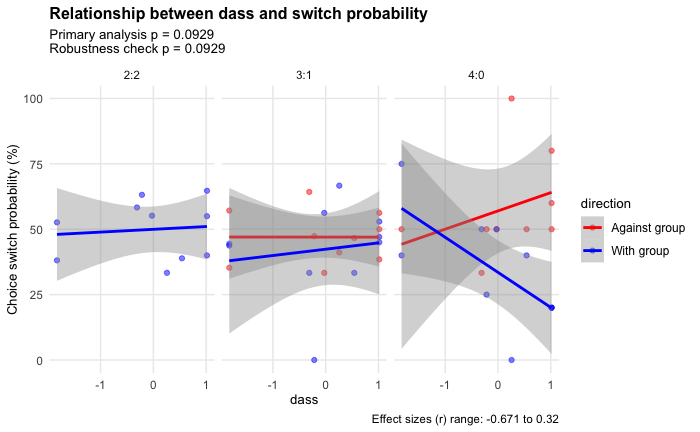 Relationship between dass and switch probability
Primary analysis p = 0.0929
Robustness check p = 0.0929
2:2
3:1
4:0
Choice switch probability (%)
100
75
50
25
0
-1
0
1
-1
0
1
-1
0
1
dass
direction
Against group
With group
Effect sizes (r) range: -0.671 to 0.32